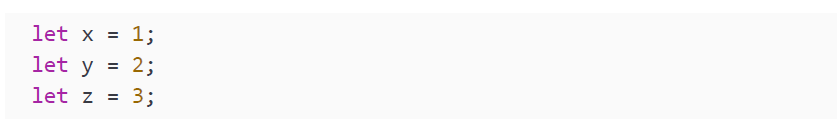 let x = 1;
let y = 2;
let z = 3;